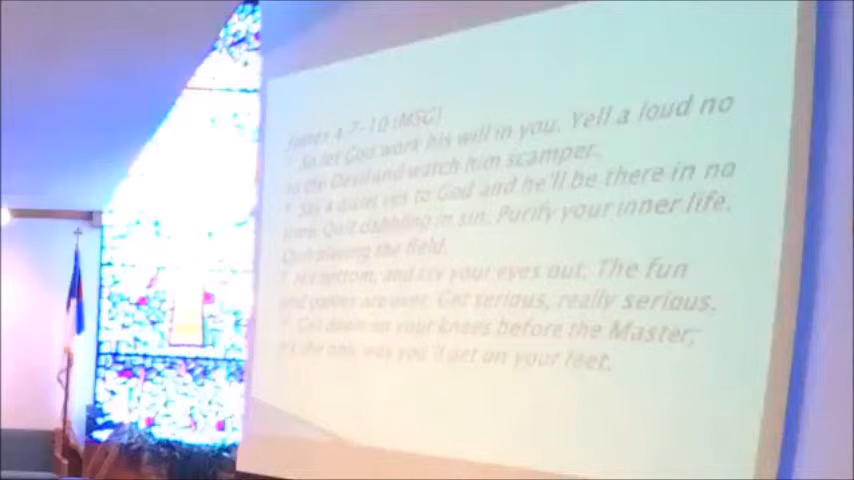 James 4:7-10 (MSG)
7 So let God work his will in you. Yell a loud no
to the Devil and watch him scamper.
8 Say a quiet yes to God and he'll be there in no
time. Quit dabbling in sin. Purify your inner life.
Quit playing the field.
9 Hit bottom, and cry your eyes out. The fun
and games are over. Get serious, really serious.
10 Get down on your knees before the Master;
it's the only way you'll get on your feet.